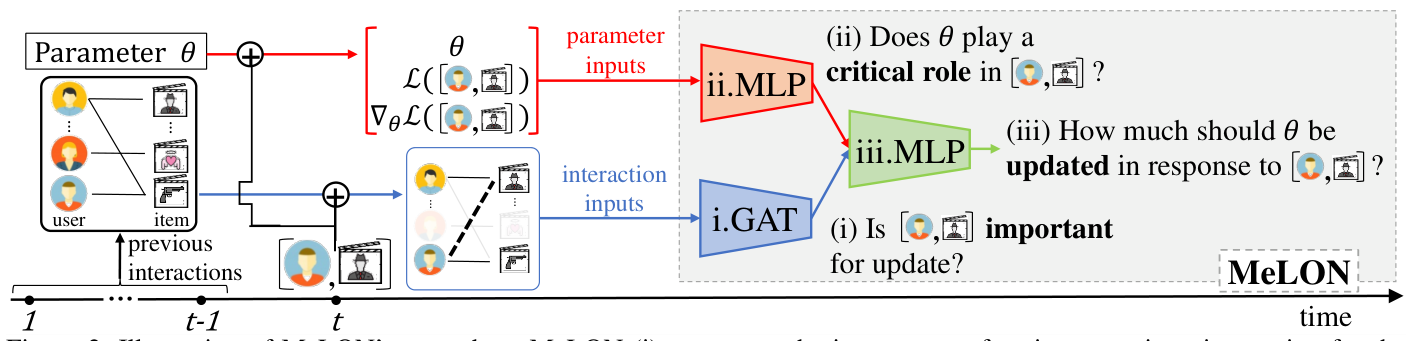 Parameter θ
user
item
previous
interactions
θ
ℒ([ , ])
∇θℒ([ , ])
parameter
inputs
interaction
inputs
ii.MLP
i.GAT
iii.MLP
(ii) Does θ play a
critical role in [ , ] ?
(iii) How much should θ be
updated in response to [ , ] ?
(i) Is [ , ] important
for update?
MeLON
1
...
t-1
t
time